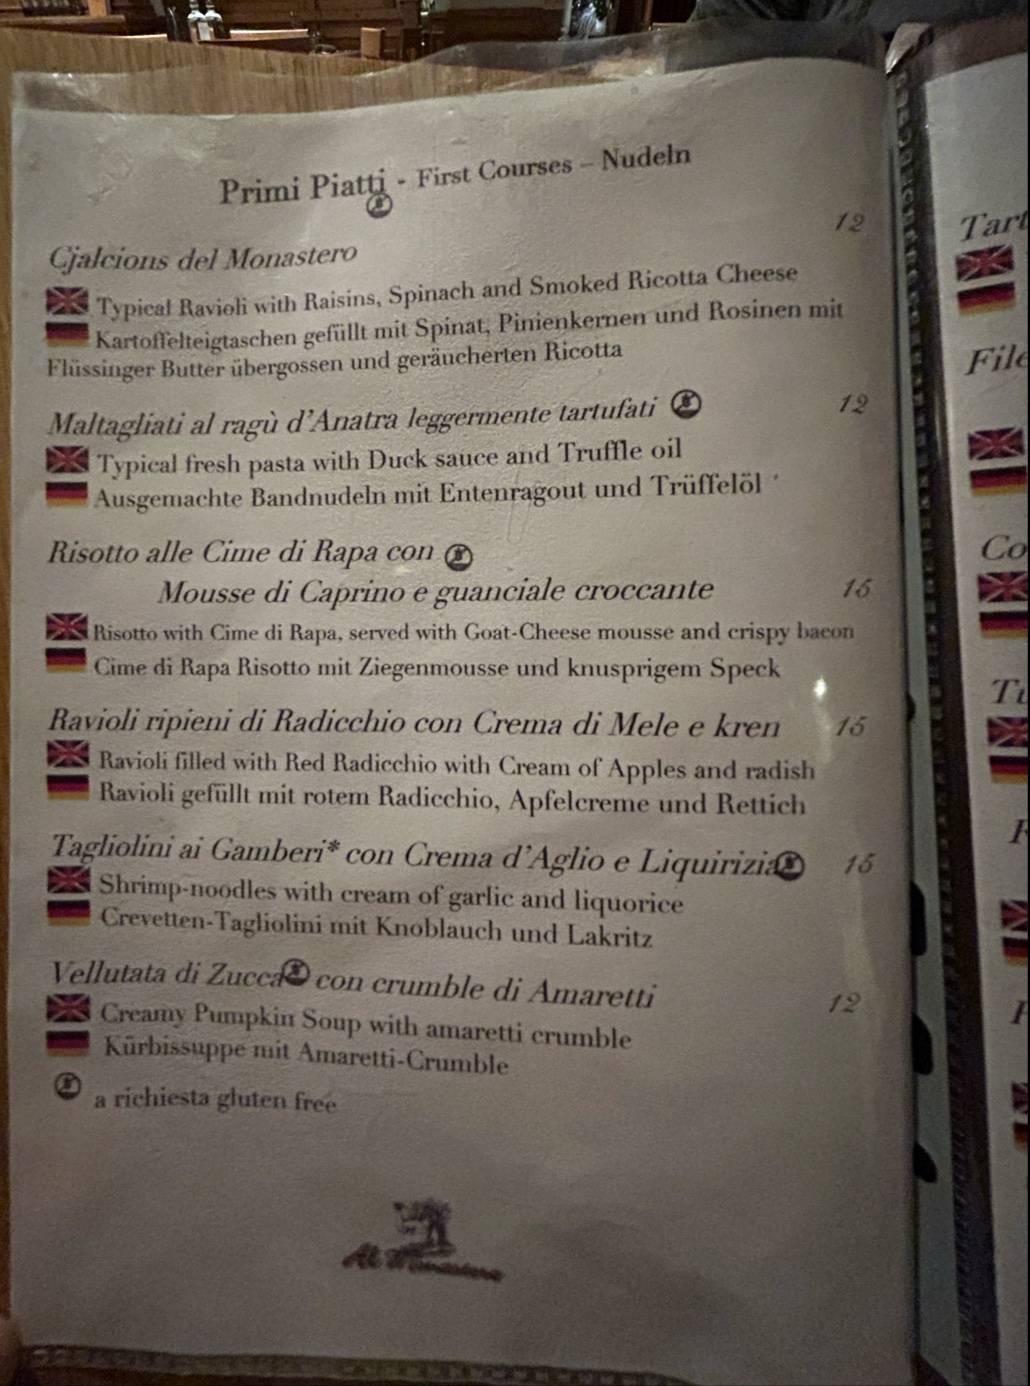 Primi Piatti - First Courses – Nudeln
Cjalcions del Monastero 12
Typical Ravioli with Raisins, Spinach and Smoked Ricotta Cheese
Kartoffelteigtaschen gefüllt mit Spinat, Pinienkernen und Rosinen mit
Flüssinger Butter übergossen und geräucherten Ricotta
Maltagliati al ragù d'Anatra leggermente tartufati 12
Typical fresh pasta with Duck sauce and Truffle oil
Ausgemachte Bandnudeln mit Entenragout und Trüffelöl
Risotto alle Cime di Rapa con
Mousse di Caprino e guanciale croccante 15
Risotto with Cime di Rapa, served with Goat-Cheese mousse and crispy bacon
Cime di Rapa Risotto mit Ziegenmousse und knusprigem Speck
Ravioli ripieni di Radicchio con Crema di Mele e kren 15
Ravioli filled with Red Radicchio with Cream of Apples and radish
Ravioli gefüllt mit rotem Radicchio, Apfelcreme und Rettich
Tagliolini ai Gamberi* con Crema d'Aglio e Liquirizia 15
Shrimp-noodles with cream of garlic and liquorice
Crevetten-Tagliolini mit Knoblauch und Lakritz
Vellutata di Zucca con crumble di Amaretti 12
Creamy Pumpkin Soup with amaretti crumble
Kürbissuppe mit Amaretti-Crumble
a richiesta gluten free
Tart
File
Co